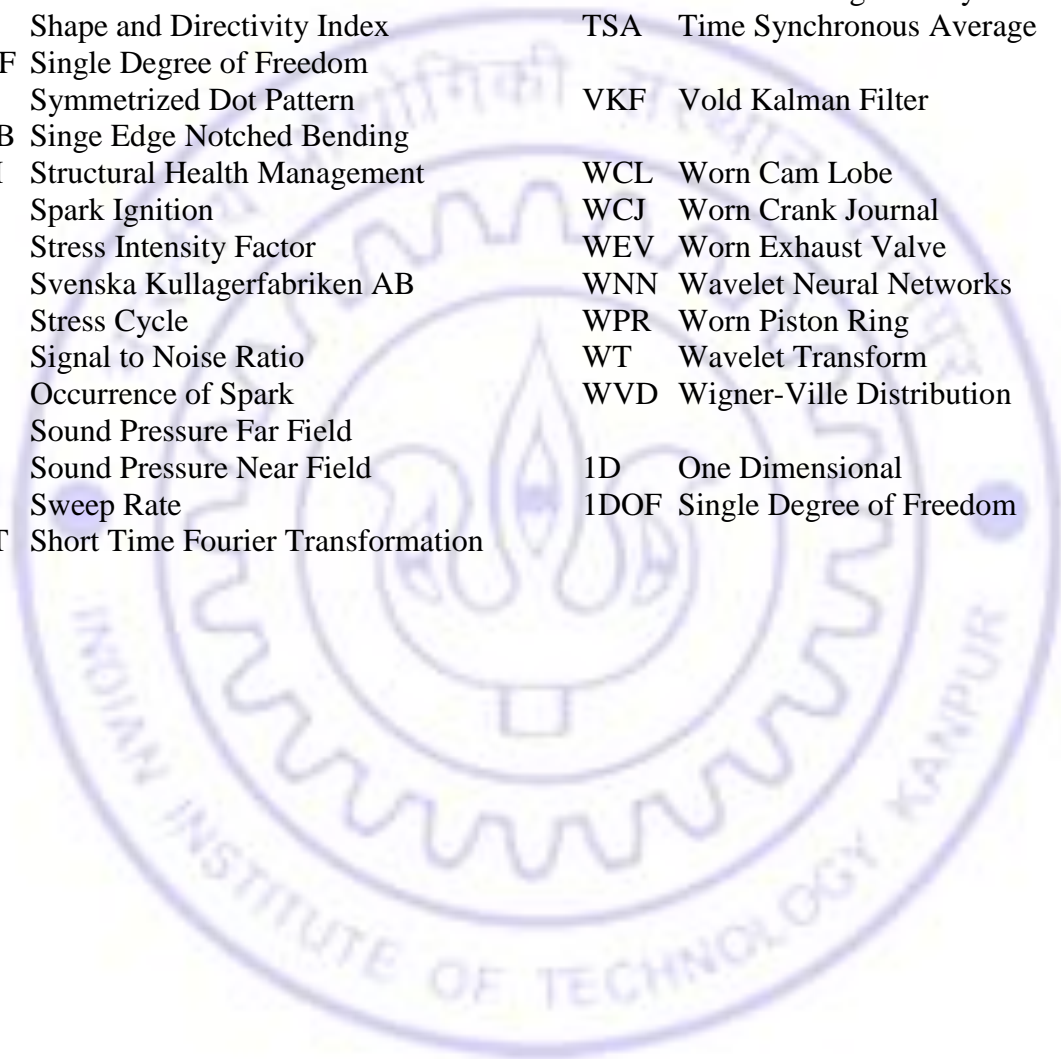 Shape and Directivity Index
F Single Degree of Freedom
Symmetrized Dot Pattern
B Singe Edge Notched Bending
Structural Health Management
Spark Ignition
Stress Intensity Factor
Svenska Kullagerfabriken AB
Stress Cycle
Signal to Noise Ratio
Occurrence of Spark
Sound Pressure Far Field
Sound Pressure Near Field
Sweep Rate
T Short Time Fourier Transformation
TSA Time Synchronous Average
VKF Vold Kalman Filter
WCL Worn Cam Lobe
WCJ Worn Crank Journal
WEV Worn Exhaust Valve
WNN Wavelet Neural Networks
WPR Worn Piston Ring
WT Wavelet Transform
WVD Wigner-Ville Distribution
1D One Dimensional
1DOF Single Degree of Freedom
INDIAN INSTITUTE OF TECHNOLOGY KANPUR